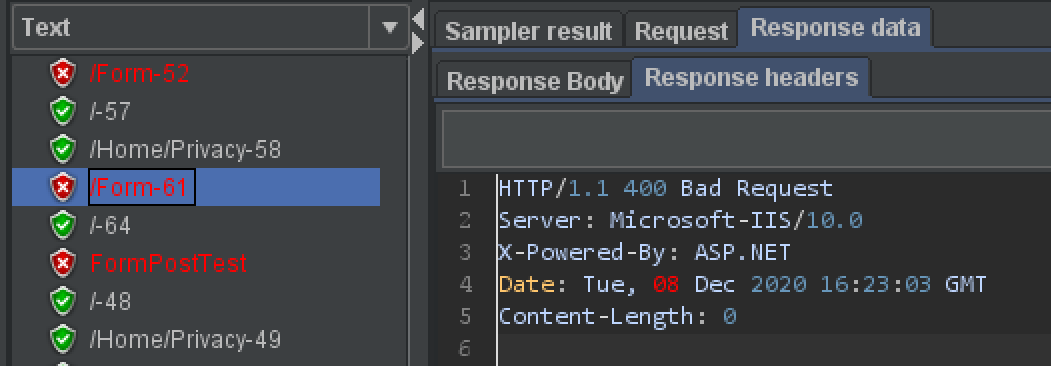 Text
/Form-52
/-57
/Home/Privacy-58
/Form-61
/-64
FormPostTest
/-48
/Home/Privacy-49
Sampler result Request Response data
Response Body Response headers
1 HTTP/1.1 400 Bad Request
2 Server: Microsoft-IIS/10.0
3 X-Powered-By: ASP.NET
4 Date: Tue, 08 Dec 2020 16:23:03 GMT
5 Content-Length: 0
6